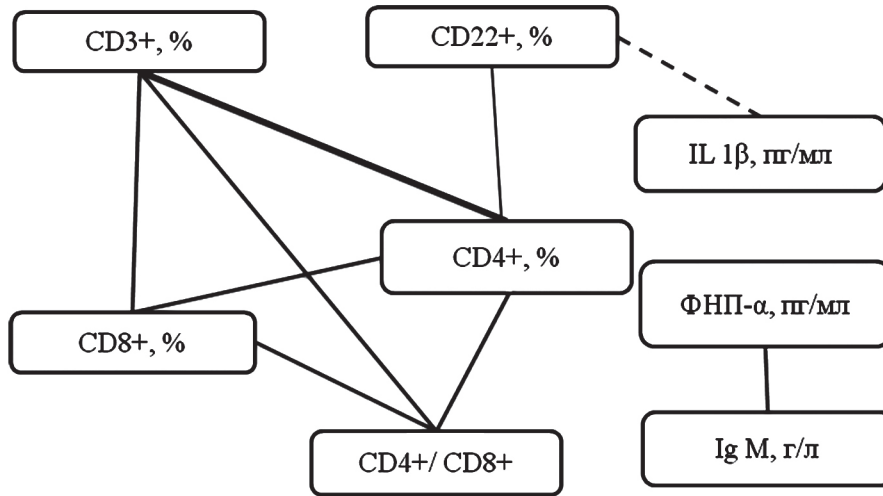 CD3+, %
CD22+, %
IL 1β, пг/мл
CD4+, %
ФНП-α, пг/мл
CD8+, %
Ig M, г/л
CD4+/ CD8+